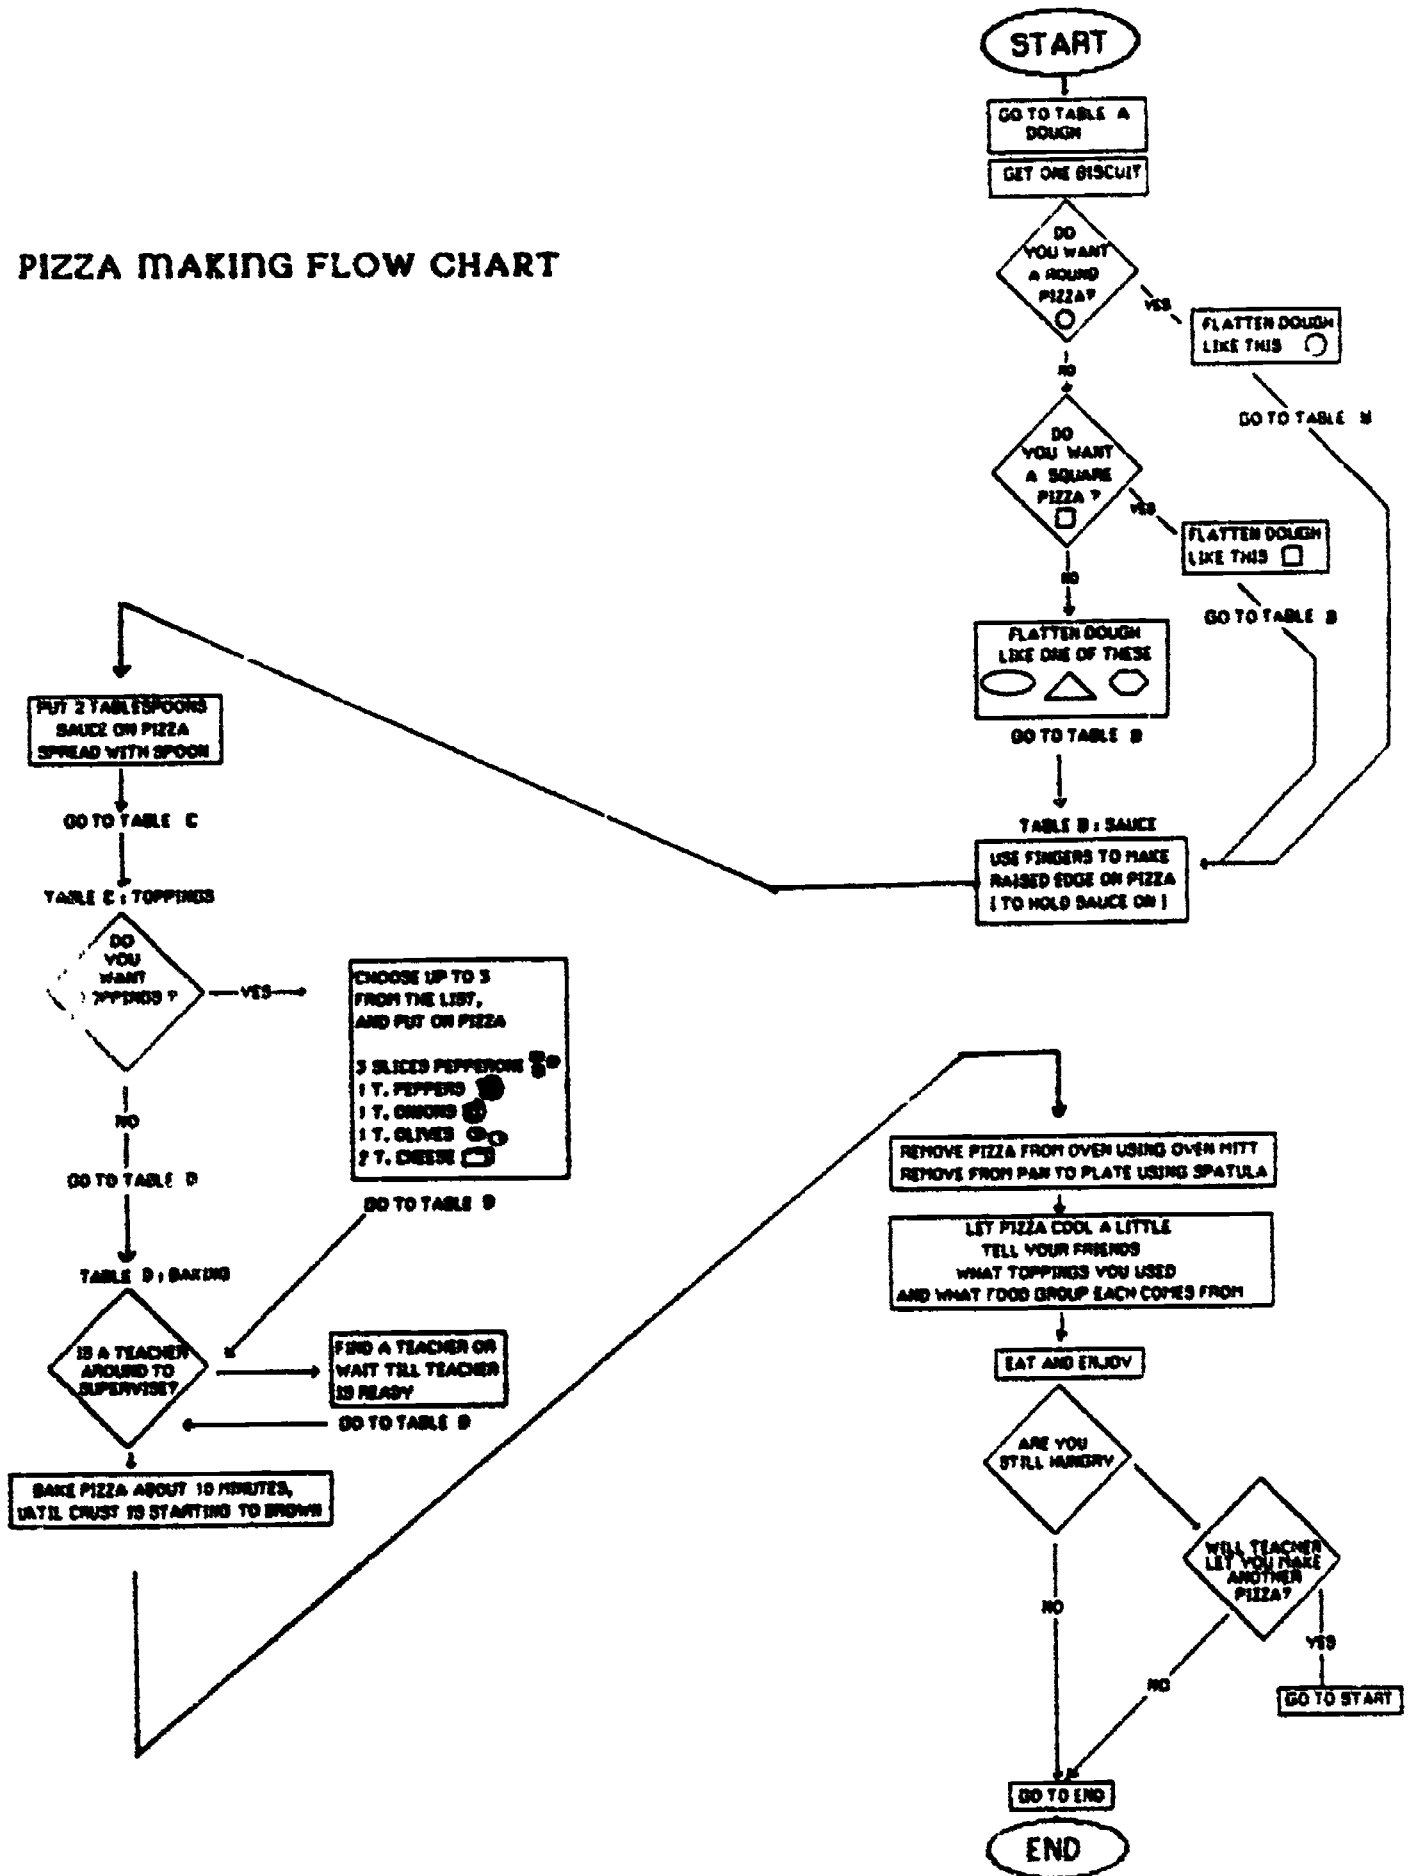 START
GO TO TABLE A
DOUGH
GET ONE BISCUIT
DO
YOU WANT
A ROUND
PIZZA?
YES
FLATTEN DOUGH
LIKE THIS
GO TO TABLE
NO
DO
YOU WANT
A SQUARE
PIZZA ?
YES
FLATTEN DOUGH
LIKE THIS
GO TO TABLE B
NO
FLATTEN DOUGH
LIKE ONE OF THESE
GO TO TABLE B
TABLE B : SAUCE
USE FINGERS TO MAKE
RAISED EDGE ON PIZZA
( TO HOLD SAUCE ON )
PIZZA MAKING FLOW CHART
PUT 2 TABLESPOONS
SAUCE ON PIZZA
SPREAD WITH SPOON
GO TO TABLE C
TABLE C : TOPPINGS
DO
YOU
WANT
OPPINGS ?
YES
CHOOSE UP TO 3
FROM THE LIST,
AND PUT ON PIZZA
3 SLICES PEPPERONI
1 T. PEPPERS
1 T. ONIONS
1 T. OLIVES
2 T. CHEESE
GO TO TABLE D
NO
GO TO TABLE D
TABLE D : BAKING
IS A TEACHER
AROUND TO
SUPERVISE?
FIND A TEACHER OR
WAIT TILL TEACHER
IS READY
GO TO TABLE D
BAKE PIZZA ABOUT 10 MINUTES,
UNTIL CRUST IS STARTING TO BROWN
REMOVE PIZZA FROM OVEN USING OVEN MITT
REMOVE FROM PAN TO PLATE USING SPATULA
LET PIZZA COOL A LITTLE
TELL YOUR FRIENDS
WHAT TOPPINGS YOU USED
AND WHAT FOOD GROUP EACH COMES FROM
EAT AND ENJOY
ARE YOU
STILL HUNGRY
WILL TEACHER
LET YOU MAKE
ANOTHER
PIZZA?
NO
YES
NO
GO TO START
GO TO END
END